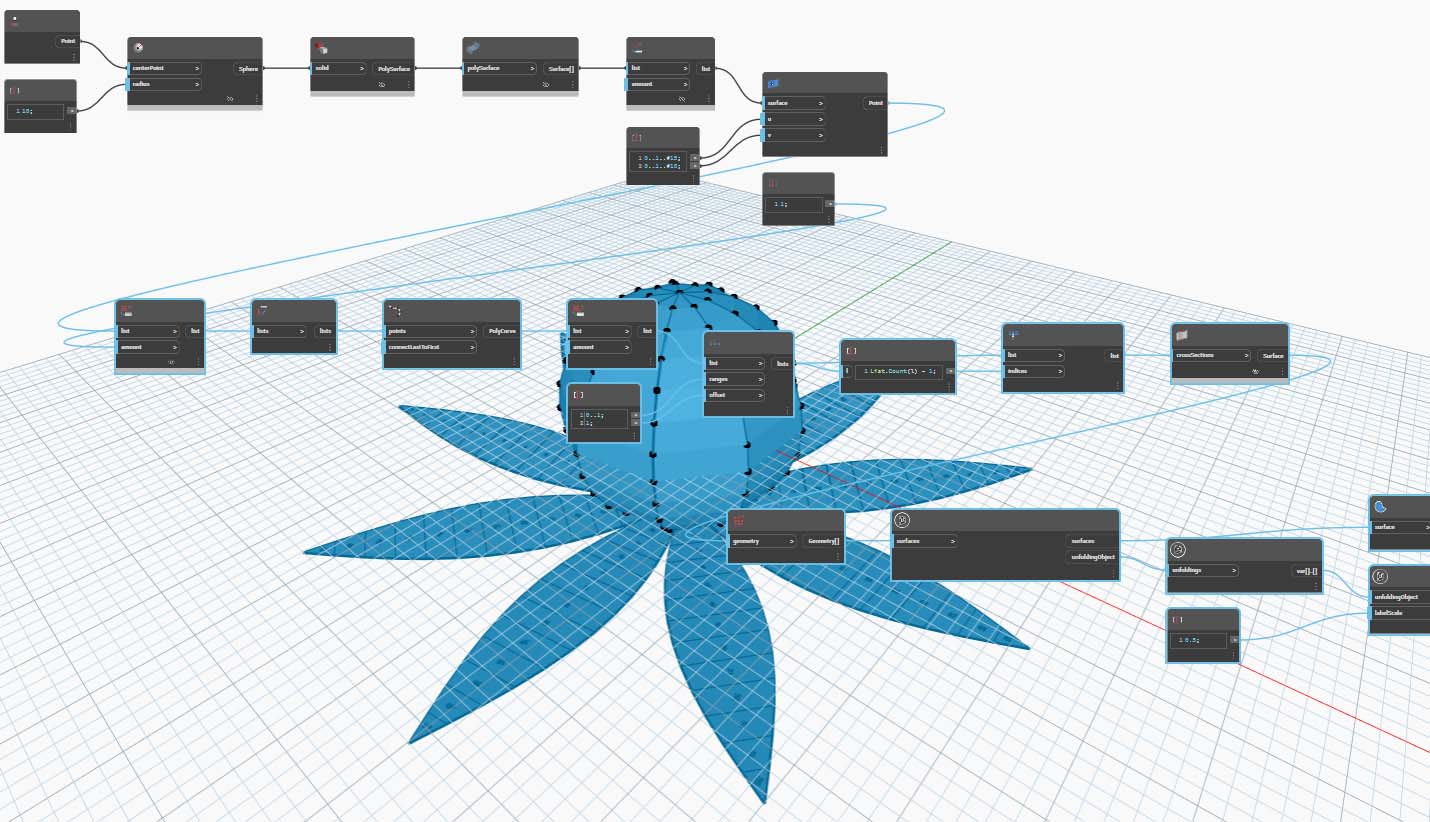 Point
centerPoint >
radius >
Sphere
1 10;
solid >
PolySurface
polySurface >
Surface[]
list >
amount >
list
surface >
u >
v >
Point
1 0..1..#15;
2 0..1..#10;
1 1;
list >
amount >
list
lists >
lists
points >
connectLastToFirst >
PolyCurve
list >
amount >
list
1 0..1;
2 1;
list >
ranges >
offset >
lists
l
1 List.Count(l) - 1;
list >
indices >
list
crossSections >
Surface
geometry >
Geometry[]
surfaces >
surfaces
unfoldingObject
unfoldings >
var[]..[]
1 0.5;
surface >
unfoldingObject >
labelScale >